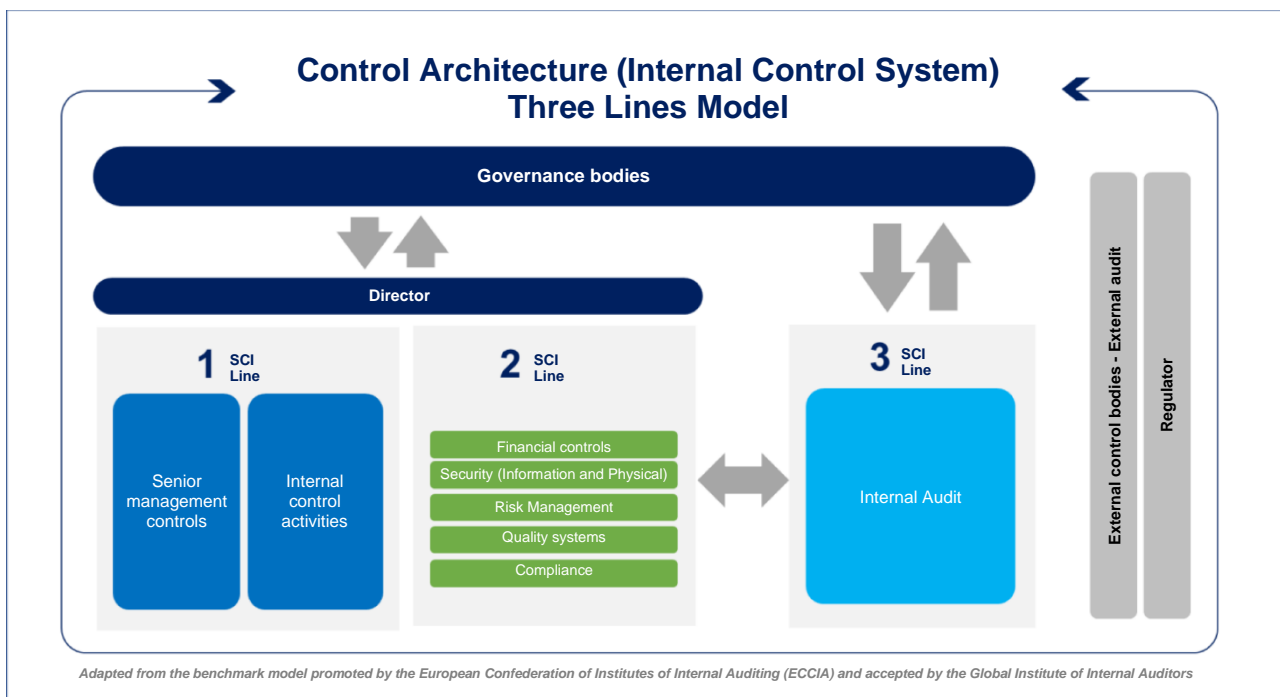 Control Architecture (Internal Control System)
Three Lines Model
Governance bodies
Director
1 SCI
Line
Senior
management
controls
Internal
control
activities
2 SCI
Line
Financial controls
Security (Information and Physical)
Risk Management
Quality systems
Compliance
3 SCI
Line
Internal Audit
External control bodies - External audit
Regulator
Adapted from the benchmark model promoted by the European Confederation of Institutes of Internal Auditing (ECCIA) and accepted by the Global Institute of Internal Auditors